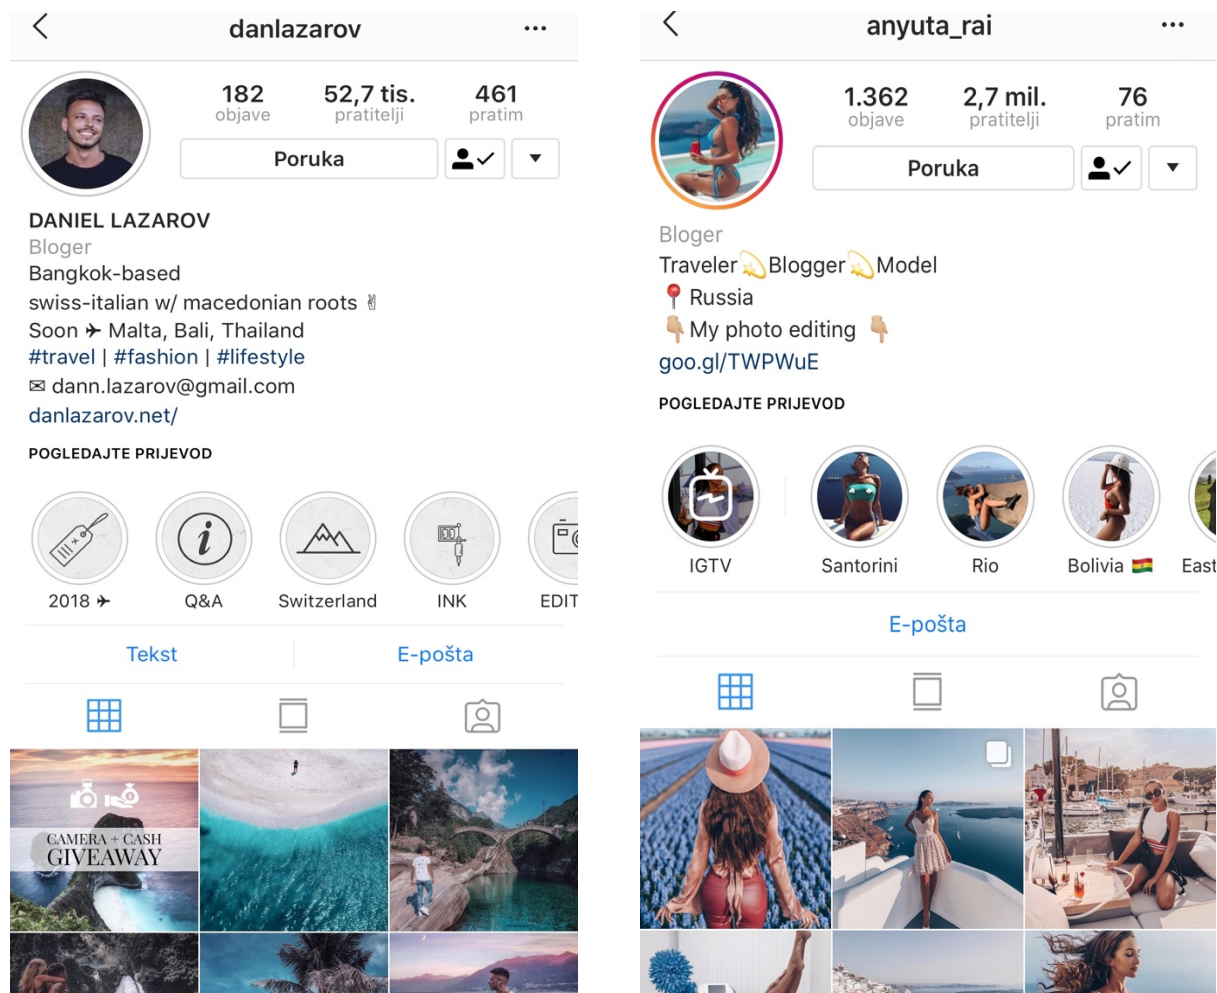 danlazarov
182
52,7 tis.
461
objave
pratitelji
pratim
Poruka
DANIEL LAZAROV
Bloger
Bangkok-based
swiss-italian w/ macedonian roots ✌
Soon ✈ Malta, Bali, Thailand
#travel | #fashion | #lifestyle
✉ dann.lazarov@gmail.com
danlazarov.net/
POGLEDAJTE PRIJEVOD
2018 ✈
Q&A
Switzerland
INK
EDIT
Tekst
E-pošta
CAMERA + CASH
GIVEAWAY
anyuta_rai
1.362
2,7 mil.
76
objave
pratitelji
pratim
Poruka
Bloger
Traveler💫Blogger💫Model
📍Russia
👇🏼My photo editing 👇🏼
goo.gl/TWPWuE
POGLEDAJTE PRIJEVOD
IGTV
Santorini
Rio
Bolivia 🇧🇴
East
E-pošta